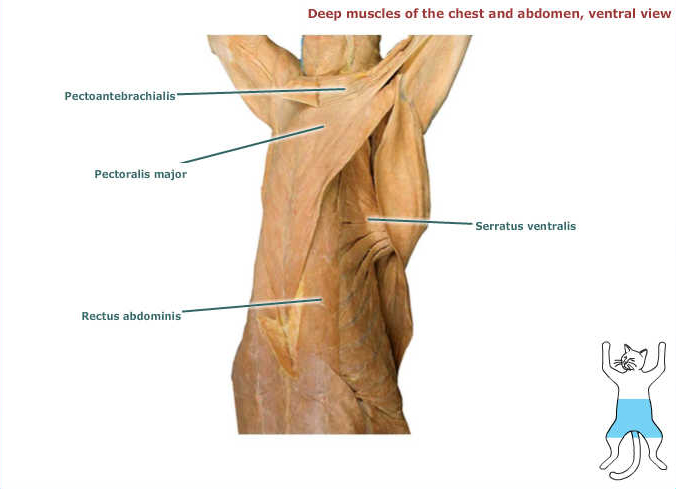 Deep muscles of the chest and abdomen, ventral view
Pectoantebrachialis
Pectoralis major
Serratus ventralis
Rectus abdominis